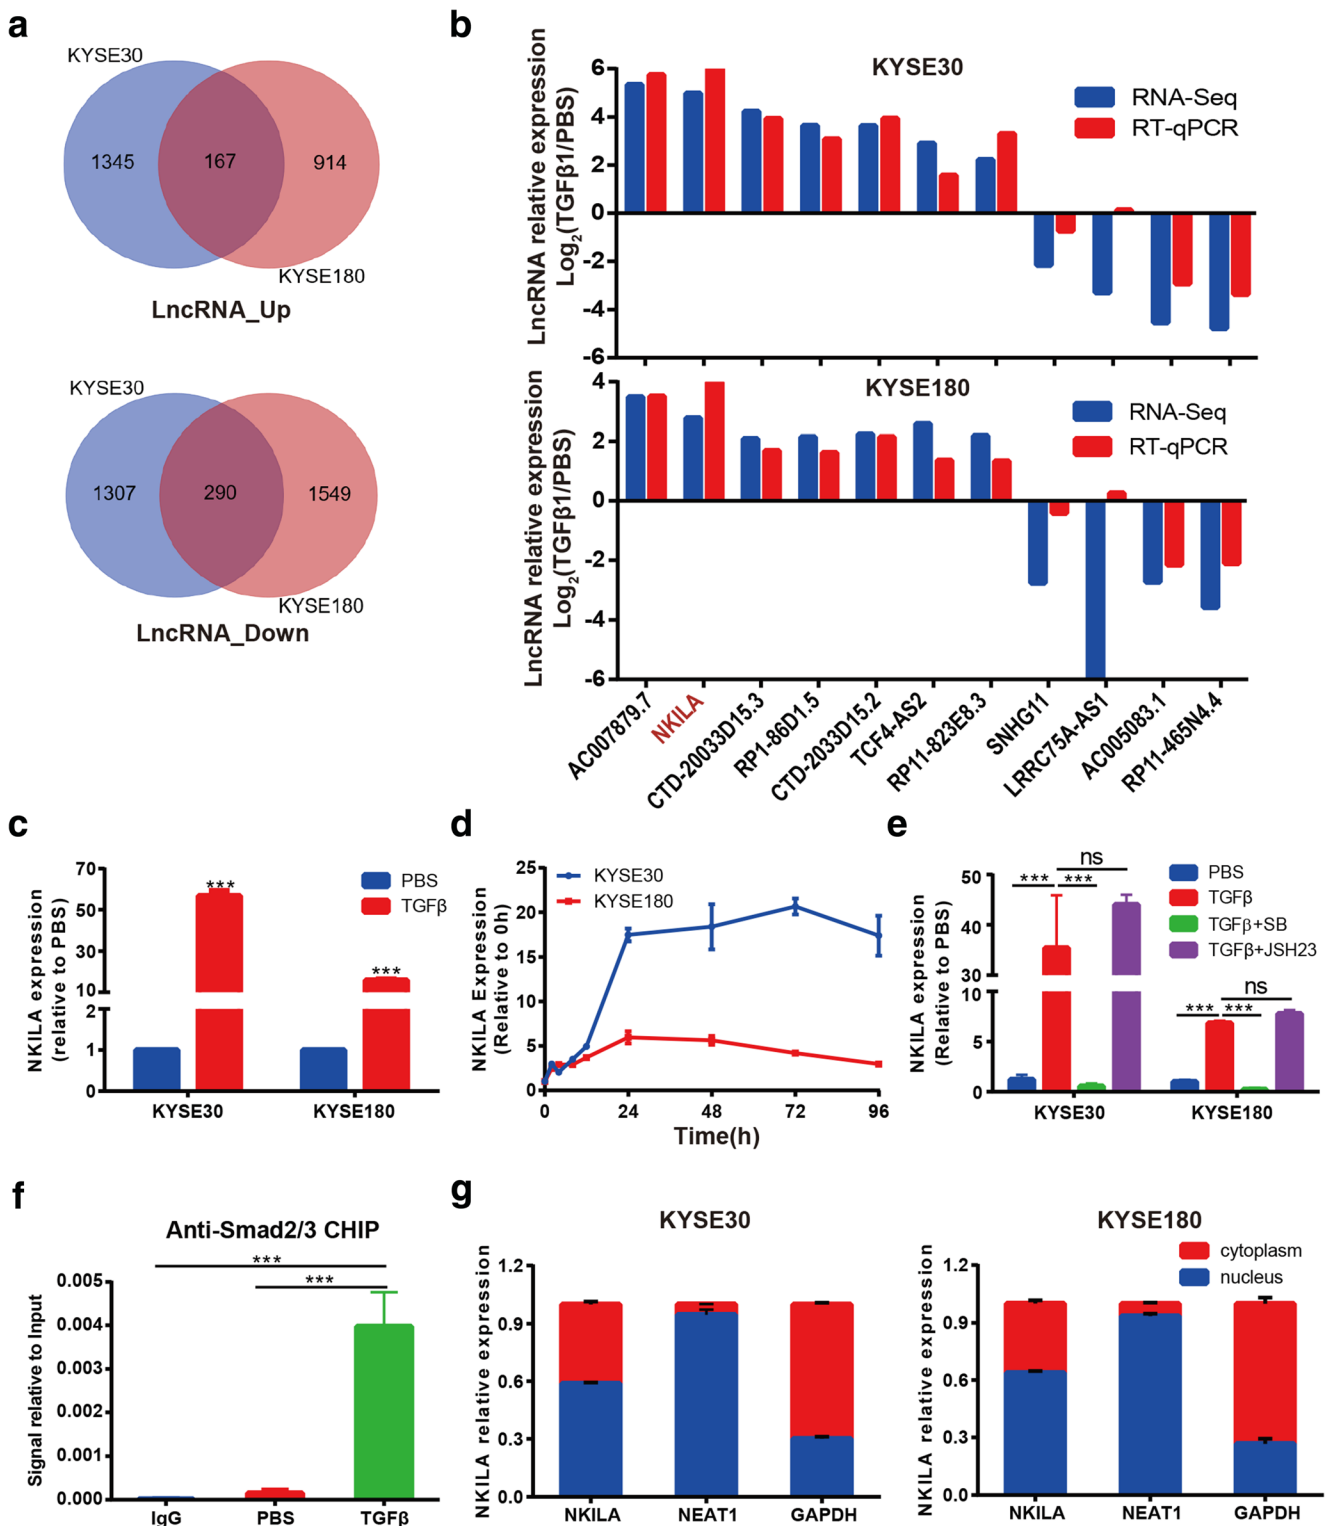 a
KYSE30
1345
167
914
KYSE180
LncRNA_Up
KYSE30
1307
290
1549
KYSE180
LncRNA_Down
b
LncRNA relative expression
Log2(TGFβ1/PBS)
KYSE30
RNA-Seq
RT-qPCR
6
4
2
0
-2
-4
-6
LncRNA relative expression
Log2(TGFβ1/PBS)
KYSE180
RNA-Seq
RT-qPCR
4
2
0
-2
-4
-6
AC007879.7
NKILA
CTD-20033D15.3
RP1-86D1.5
CTD-2033D15.2
TCF4-AS2
RP11-823E8.3
SNHG11
LRRC75A-AS1
AC005083.1
RP11-465N4.4
c
NKILA expression
(relative to PBS)
70
50
30
10
2
1
0
***
***
PBS
TGFβ
KYSE30
KYSE180
d
NKILA Expression
(Relative to 0h)
25
20
15
10
5
0
KYSE30
KYSE180
0
24
48
72
96
Time(h)
e
NKILA expression
(Relative to PBS)
50
40
30
10
5
0
ns
***
***
ns
***
***
PBS
TGFβ
TGFβ+SB
TGFβ+JSH23
KYSE30
KYSE180
f
Anti-Smad2/3 CHIP
***
***
Signal relative to Input
0.005
0.004
0.003
0.002
0.001
0.000
IgG
PBS
TGFβ
g
KYSE30
NKILA relative expression
1.2
0.9
0.6
0.3
0.0
NKILA
NEAT1
GAPDH
KYSE180
cytoplasm
nucleus
NKILA relative expression
1.2
0.9
0.6
0.3
0.0
NKILA
NEAT1
GAPDH